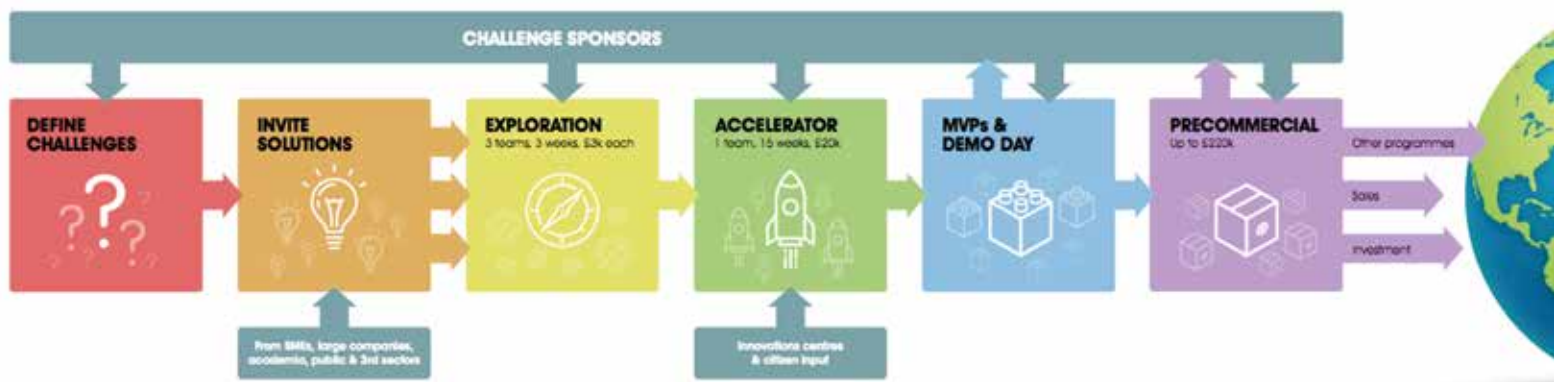 CHALLENGE SPONSORS
DEFINE
CHALLENGES
INVITE
SOLUTIONS
EXPLORATION
3 teams, 3 weeks, £3k each
ACCELERATOR
1 team, 15 weeks, £20k
MVPs &
DEMO DAY
PRECOMMERCIAL
Up to £220k
Other programmes
Sales
Investment
From SMEs, large companies,
academia, public & 3rd sectors
Innovations centres
& citizen input